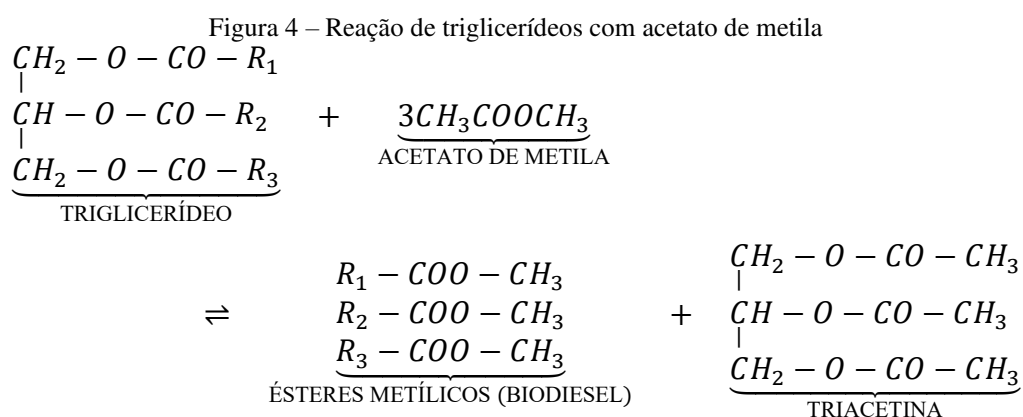 Figura 4 – Reação de triglicerídeos com acetato de metila
CH₂ − O − CO − R₁
|
CH − O − CO − R₂ + 3CH₃COOCH₃
|
CH₂ − O − CO − R₃
ACETATO DE METILA
TRIGLICERÍDEO
R₁ − COO − CH₃
R₂ − COO − CH₃
R₃ − COO − CH₃
ÉSTERES METÍLICOS (BIODIESEL)
⇌
+
CH₂ − O − CO − CH₃
|
CH − O − CO − CH₃
|
CH₂ − O − CO − CH₃
TRIACETINA